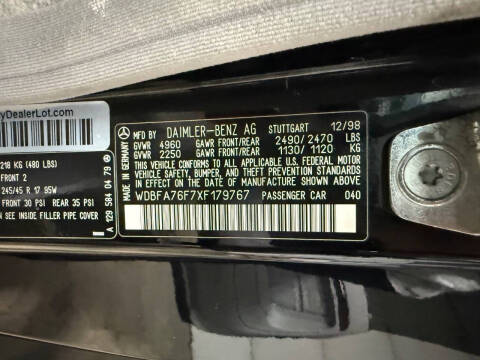 yDealerLot.com
218 KG (480 LBS)
FRONT 2
245/45 R 17 95W
FRONT 30 PSI REAR 35 PSI
SEE INSIDE FILLER PIPE COVER
A 129 584 04 79
MADE IN GERMANY
MFD BY DAIMLER-BENZ AG STUTTGART 12/98
GVWR 4960 GAWR FRONT/REAR 2490/2470 LBS
GVWR 2250 GAWR FRONT/REAR 1130/1120 KG
THIS VEHICLE CONFORMS TO ALL APPLICABLE FEDERAL MOTOR
VEHICLE SAFETY, BUMPER, AND THEFT PREVENTION
STANDARDS IN EFFECT ON THE DATE OF MANUFACTURE
SHOWN ABOVE.
WDBFA76F7XF179767 PASSENGER CAR 040